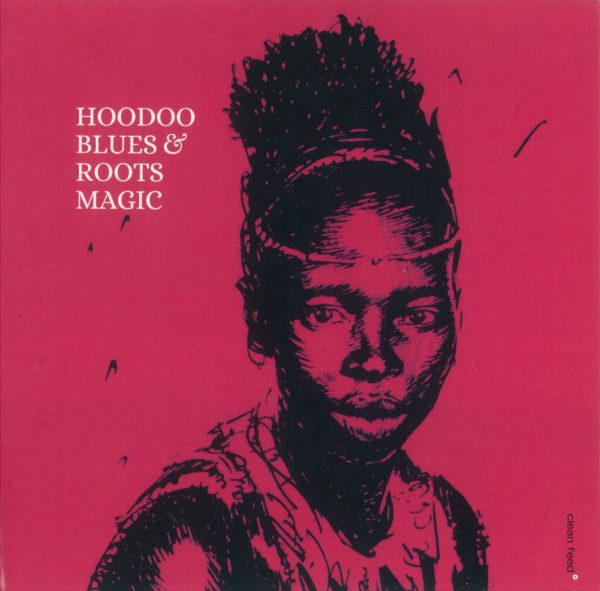 HOODOO
BLUES &
ROOTS
MAGIC
clean feed